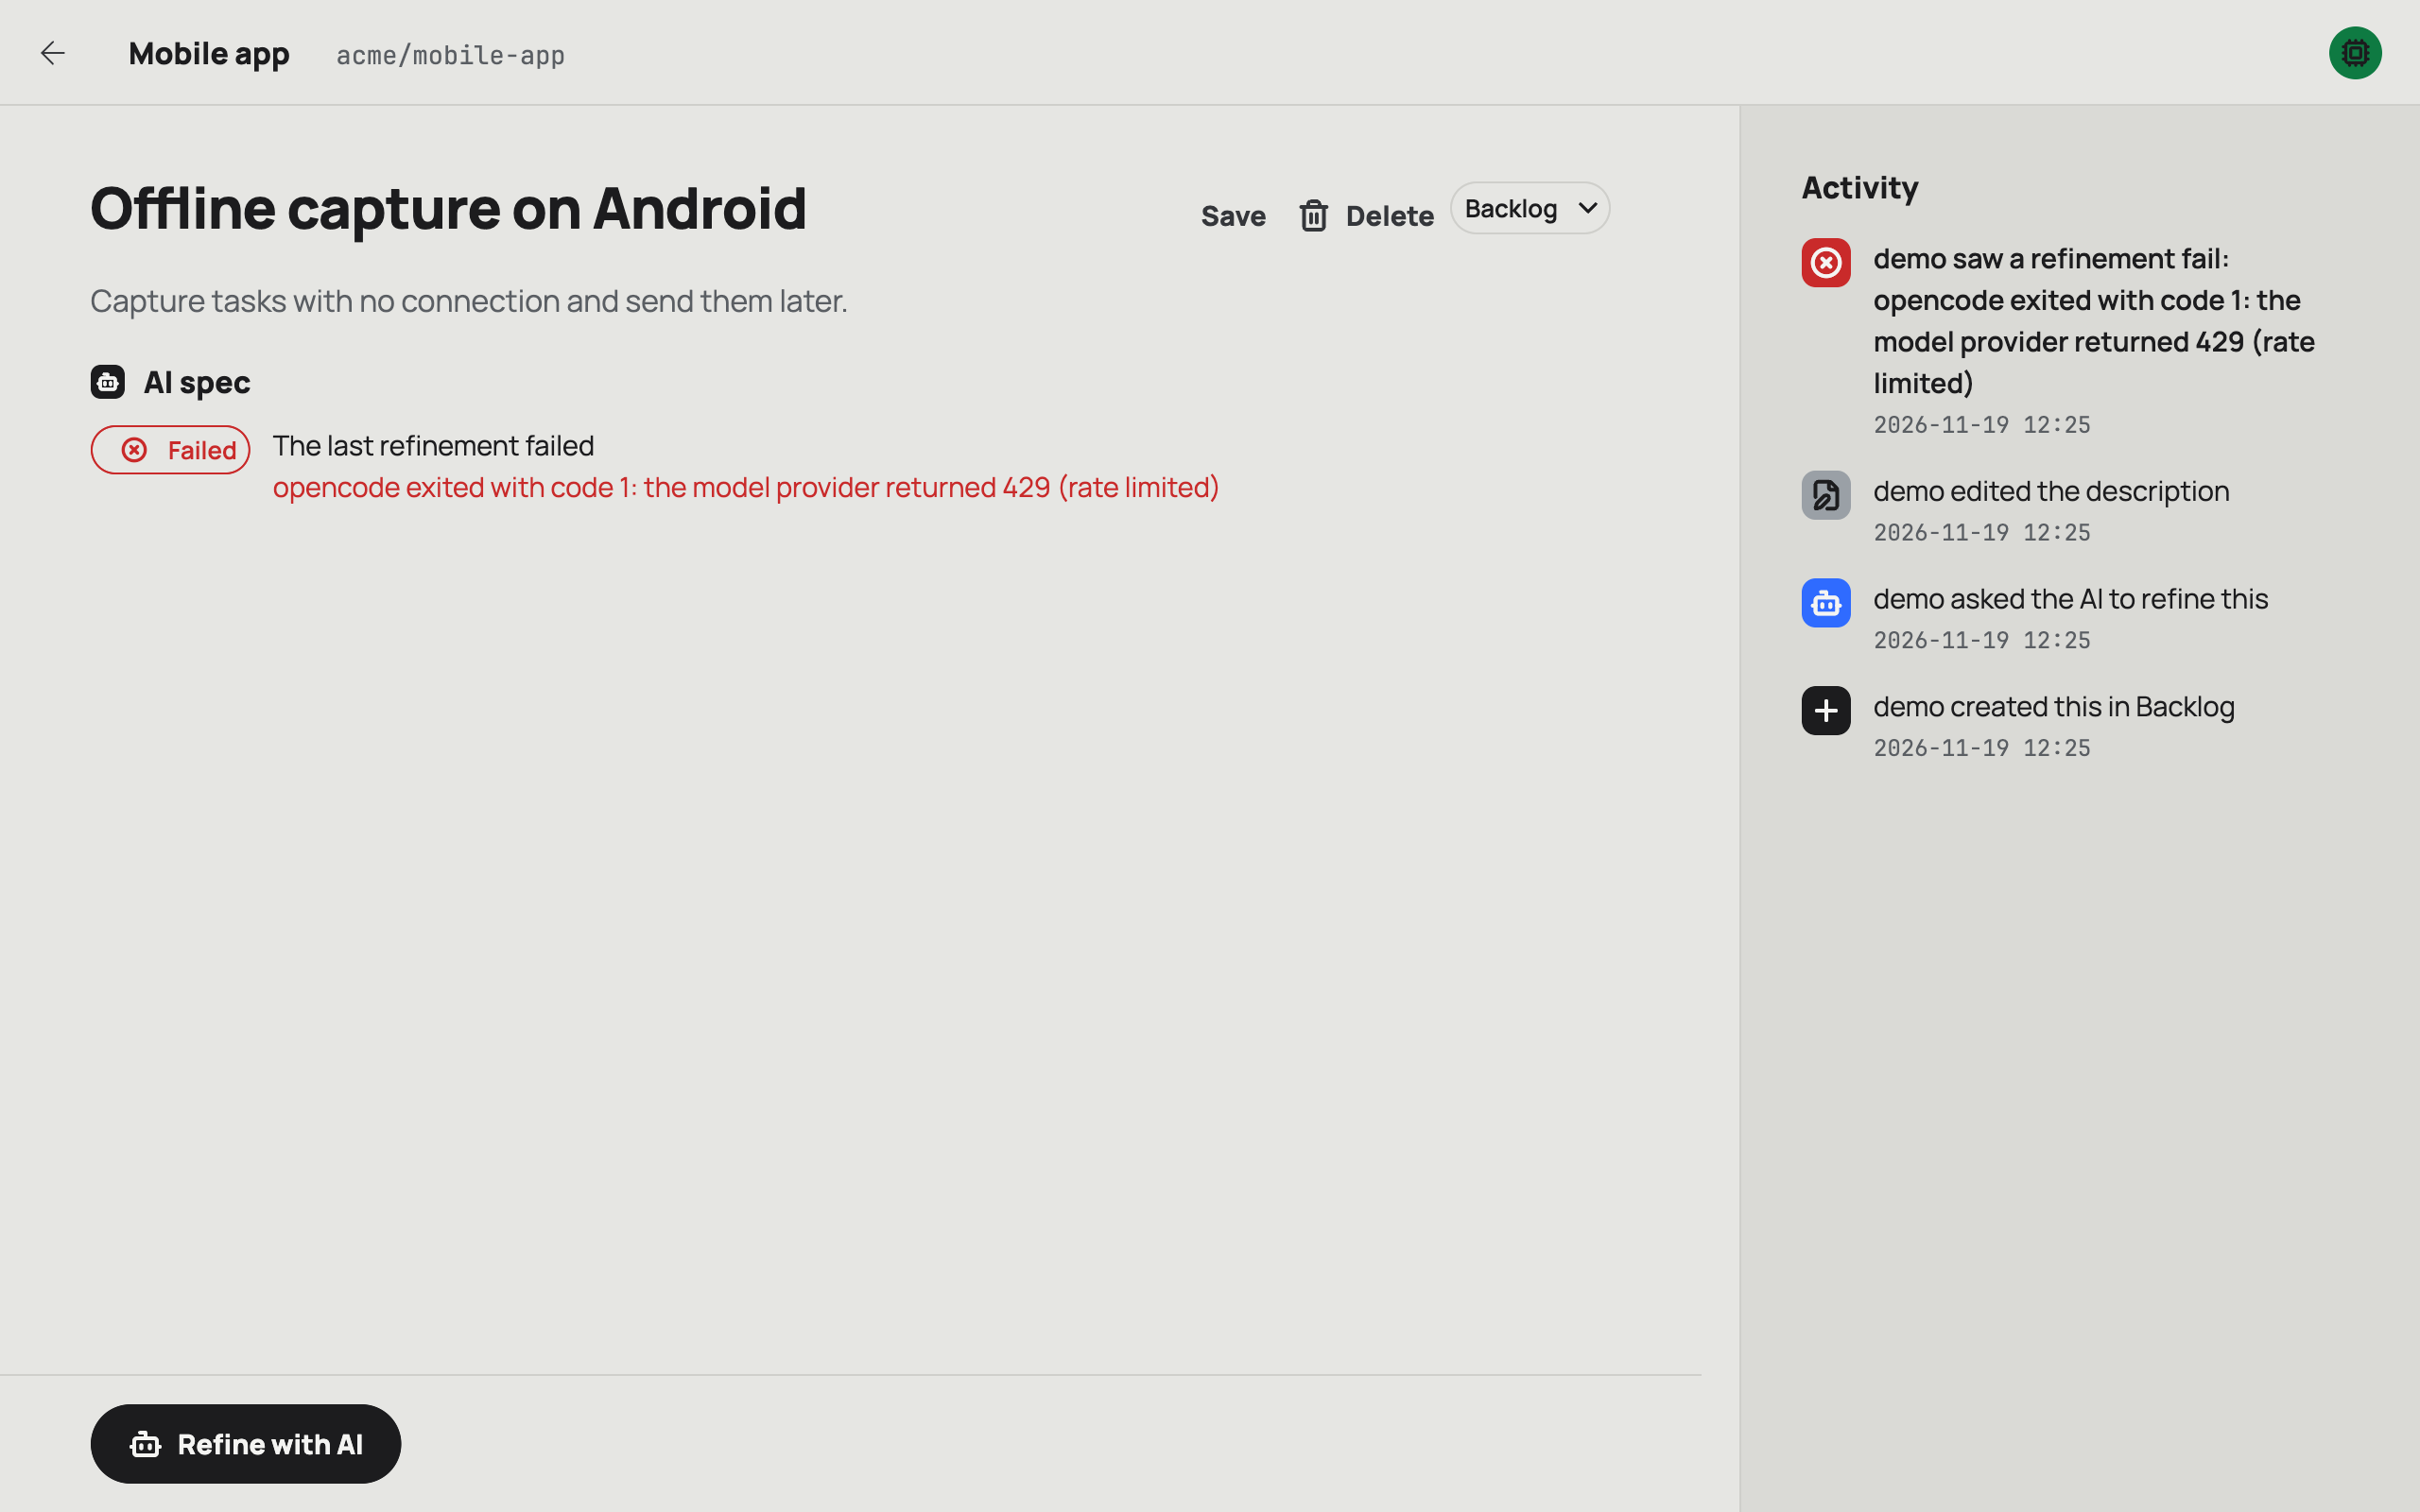 Mobile app acme/mobile-app
Offline capture on Android
Save Delete Backlog
Capture tasks with no connection and send them later.
AI spec
Failed The last refinement failed
opencode exited with code 1: the model provider returned 429 (rate limited)
Refine with AI
Activity
demo saw a refinement fail:
opencode exited with code 1: the
model provider returned 429 (rate
limited)
2026-11-19 12:25
demo edited the description
2026-11-19 12:25
demo asked the AI to refine this
2026-11-19 12:25
demo created this in Backlog
2026-11-19 12:25